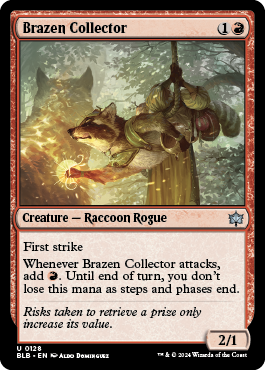 Brazen Collector 1
Creature — Raccoon Rogue
First strike
Whenever Brazen Collector attacks,
add . Until end of turn, you don't
lose this mana as steps and phases end.
Risks taken to retrieve a prize only
increase its value.
2/1
U 0128
BLB • EN Aldo Dominguez
™ & © 2024 Wizards of the Coast